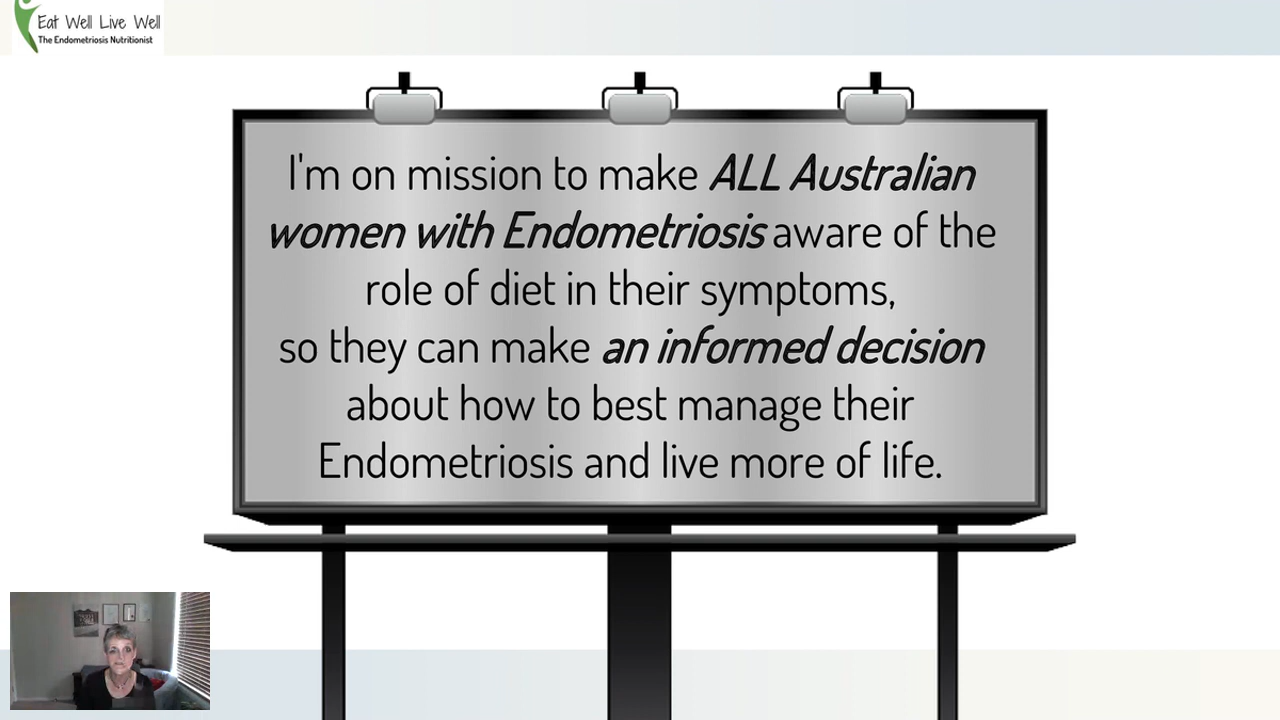 Eat Well Live Well
The Endometriosis Nutritionist
I'm on mission to make ALL Australian
women with Endometriosis aware of the
role of diet in their symptoms,
so they can make an informed decision
about how to best manage their
Endometriosis and live more of life.